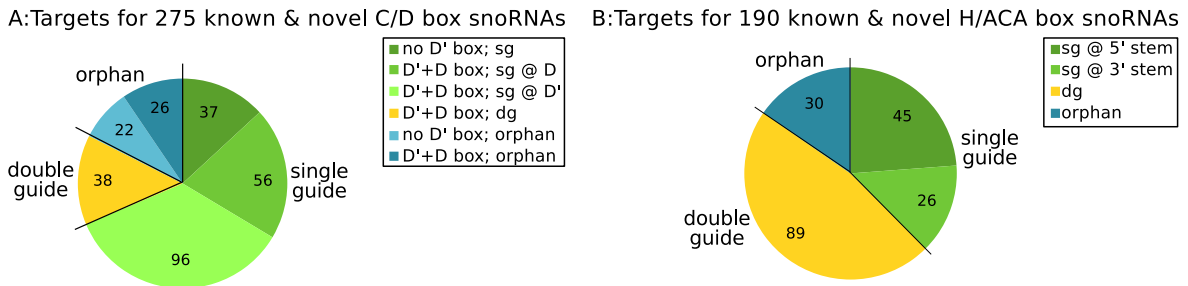 A:Targets for 275 known & novel C/D box snoRNAs
no D' box; sg
D'+D box; sg @ D
D'+D box; sg @ D'
D'+D box; dg
no D' box; orphan
D'+D box; orphan
orphan
26
37
22
double
guide
38
56
single
guide
96
B:Targets for 190 known & novel H/ACA box snoRNAs
sg @ 5' stem
sg @ 3' stem
dg
orphan
orphan
30
45
single
guide
26
double
guide
89